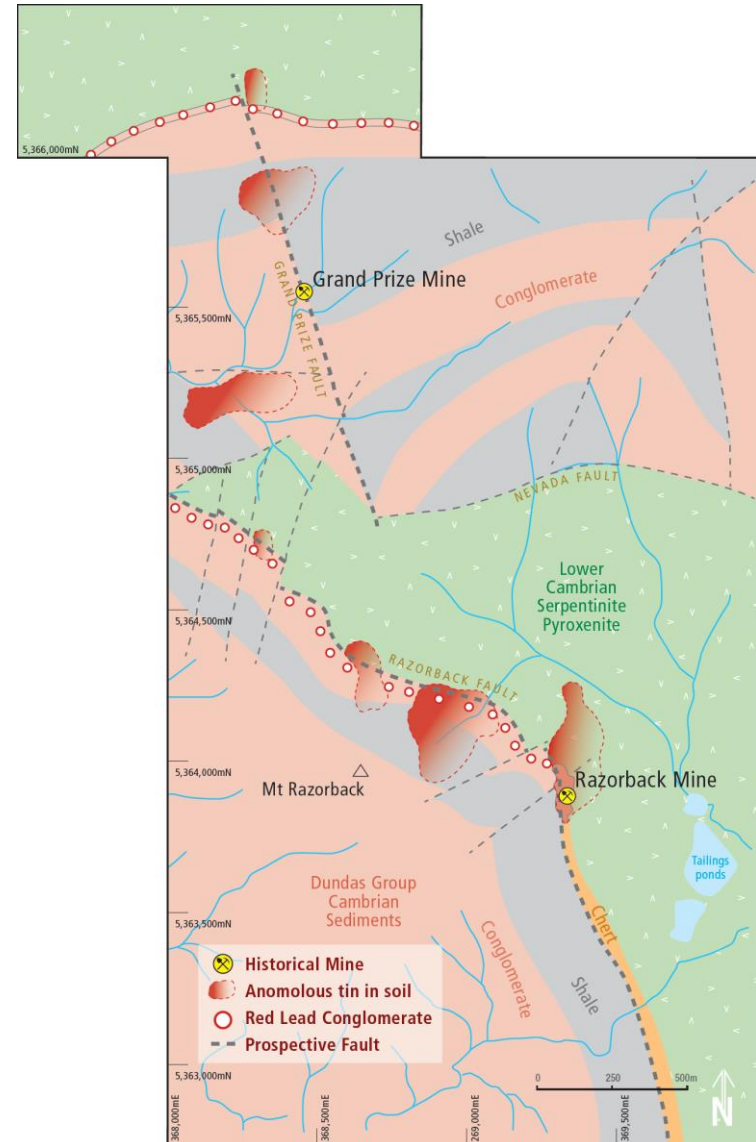 5,366,000mN
Shale
Grand Prize Mine
Conglomerate
GRAND PRIZE FAULT
5,365,500mN
5,365,000mN
NEVADA FAULT
Lower
Cambrian
Serpentinite
Pyroxenite
5,364,500mN
RAZORBACK FAULT
5,364,000mN
Mt Razorback
Razorback Mine
Tailings
ponds
Dundas Group
Cambrian
Sediments
Chert
5,363,500mN
Conglomerate
Shale
Historical Mine
Anomolous tin in soil
Red Lead Conglomerate
Prospective Fault
5,363,000mN
0 250 500m
N
368,000mE
368,500mE
269,000mE
369,500mE